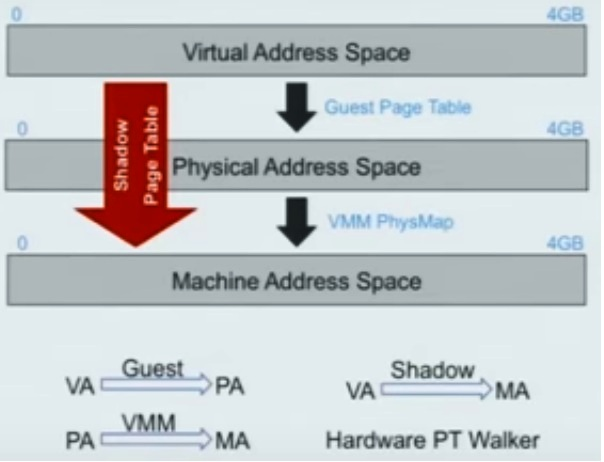 0 4GB
Virtual Address Space
Shadow
Page Table
Guest Page Table
0 4GB
Physical Address Space
VMM PhysMap
0 4GB
Machine Address Space
Guest
VA PA
Shadow
VA MA
VMM
PA MA
Hardware PT Walker